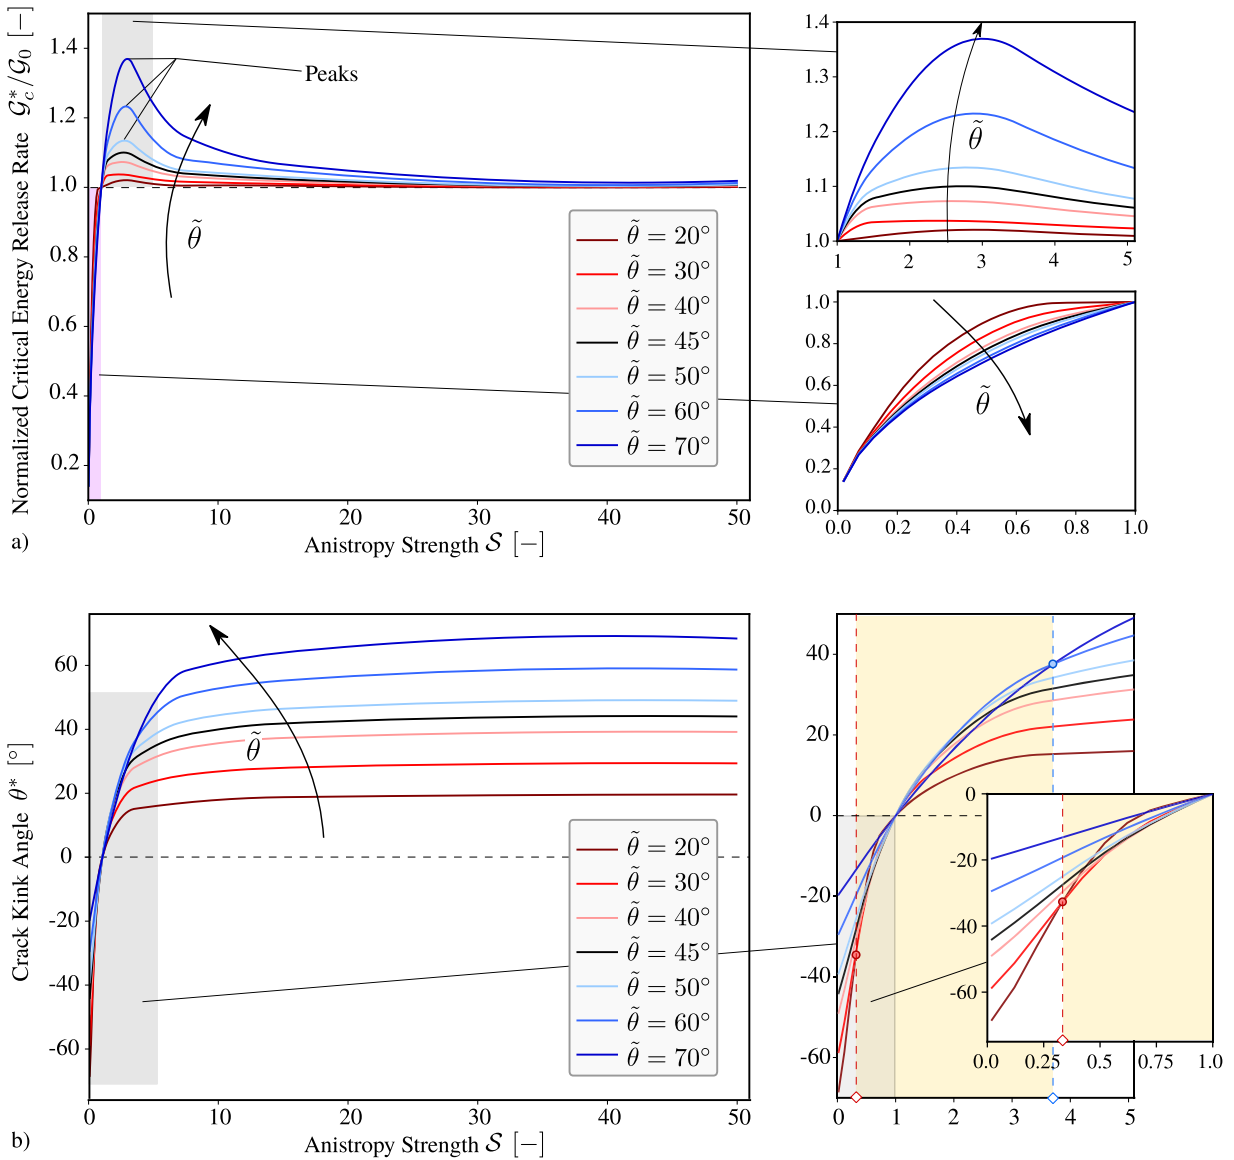 Normalized Critical Energy Release Rate 𝒢*_c/𝒢_0 [−]
1.4
1.2
1.0
0.8
0.6
0.4
0.2
Peaks
θ̃
θ̃ = 20°
θ̃ = 30°
θ̃ = 40°
θ̃ = 45°
θ̃ = 50°
θ̃ = 60°
θ̃ = 70°
0 10 20 30 40 50
Anistropy Strength 𝒮 [−]
a)
1.4
1.3
1.2
1.1
1.0
θ̃
1 2 3 4 5
1.0
0.8
0.6
0.4
0.2
0.0
θ̃
0.0 0.2 0.4 0.6 0.8 1.0
Crack Kink Angle θ* [°]
60
40
20
0
-20
-40
-60
θ̃
θ̃ = 20°
θ̃ = 30°
θ̃ = 40°
θ̃ = 45°
θ̃ = 50°
θ̃ = 60°
θ̃ = 70°
0 10 20 30 40 50
Anistropy Strength 𝒮 [−]
b)
40
20
0
-20
-40
-60
0 1 2 3 4 5
0
-20
-40
-60
0.0 0.25 0.5 0.75 1.0